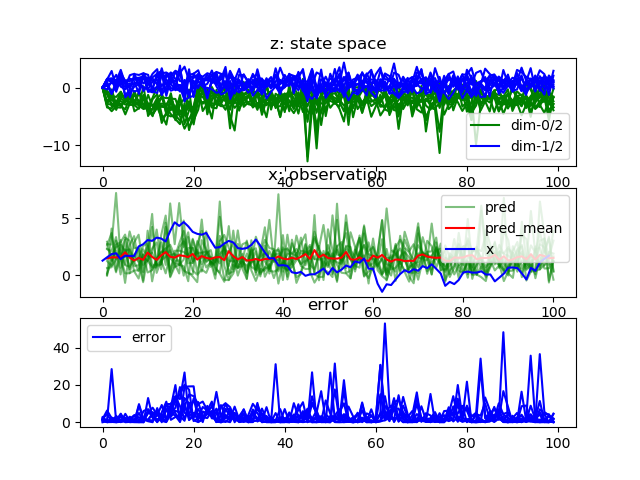 z: state space
0
−10
dim-0/2
dim-1/2
0 20 40 60 80 100
x: observation
5
0
pred
pred_mean
x
0 20 40 60 80 100
error
40
20
0
error
0 20 40 60 80 100